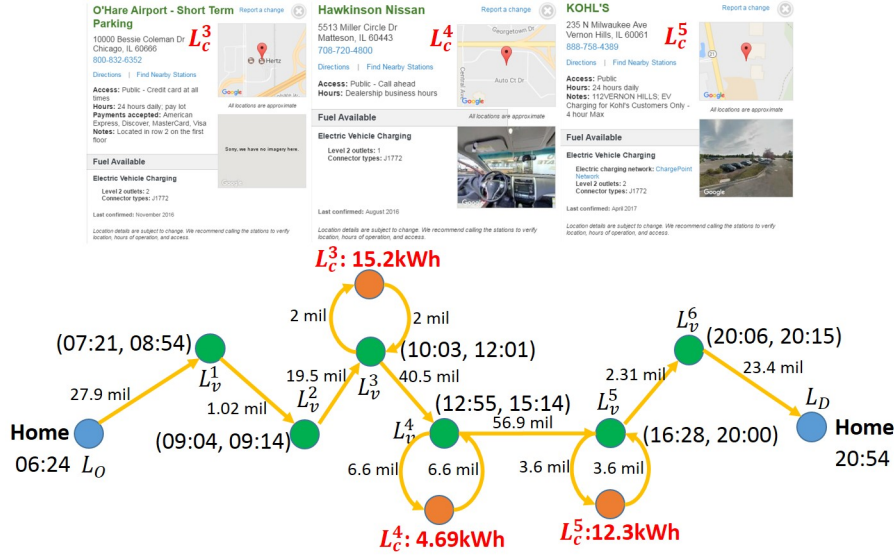 O'Hare Airport - Short Term
Parking
Report a change
10000 Bessie Coleman Dr
Chicago, IL 60666
800-832-6352
L_c^3
Directions | Find Nearby Stations
Hertz
Google
Access: Public - Credit card at all
times
Hours: 24 hours daily; pay lot
Payments accepted: American
Express, Discover, MasterCard, Visa
Notes: Located in row 2 on the first
floor
All locations are approximate
Sorry, we have no imagery here.
Google
Fuel Available
Electric Vehicle Charging
Level 2 outlets: 2
Connector types: J1772
Last confirmed: November 2016
Location details are subject to change. We recommend calling the stations to verify
location, hours of operation, and access.
Hawkinson Nissan
Report a change
5513 Miller Circle Dr
Matteson, IL 60443
708-720-4800
L_c^4
Directions | Find Nearby Stations
Georgetown Dr
Central Ave
Auto Ct Dr
Google
Access: Public - Call ahead
Hours: Dealership business hours
All locations are approximate
Fuel Available
Electric Vehicle Charging
Level 2 outlets: 1
Connector types: J1772
Google
Last confirmed: August 2016
Location details are subject to change. We recommend calling the stations to verify
location, hours of operation, and access.
KOHL'S
Report a change
235 N Milwaukee Ave
Vernon Hills, IL 60061
888-758-4389
L_c^5
Directions | Find Nearby Stations
21
Google
Access: Public
Hours: 24 hours daily
Notes: 112VERNON HILLS; EV
Charging for Kohl's Customers Only -
4 hour Max
All locations are approximate
Fuel Available
Electric Vehicle Charging
Electric charging network: ChargePoint
Network
Level 2 outlets: 2
Connector types: J1772
Google
Last confirmed: April 2017
Location details are subject to change. We recommend calling the stations to verify
location, hours of operation, and access.
L_c^3: 15.2kWh
2 mil
2 mil
(07:21, 08:54)
L_v^1
27.9 mil
1.02 mil
L_v^2
19.5 mil
L_v^3
(10:03, 12:01)
40.5 mil
(09:04, 09:14)
Home
06:24
L_O
(12:55, 15:14)
L_v^4
56.9 mil
6.6 mil
6.6 mil
L_c^4: 4.69kWh
L_v^5
(16:28, 20:00)
3.6 mil
3.6 mil
L_c^5:12.3kWh
2.31 mil
L_v^6
(20:06, 20:15)
23.4 mil
L_D
Home
20:54